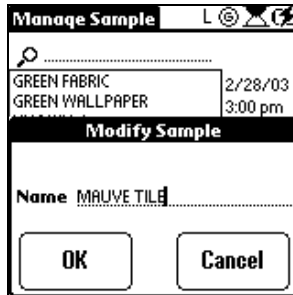 Manage Sample L
GREEN FABRIC 2/28/03
GREEN WALLPAPER 3:00 pm
Modify Sample
Name MAUVE TILE
OK Cancel